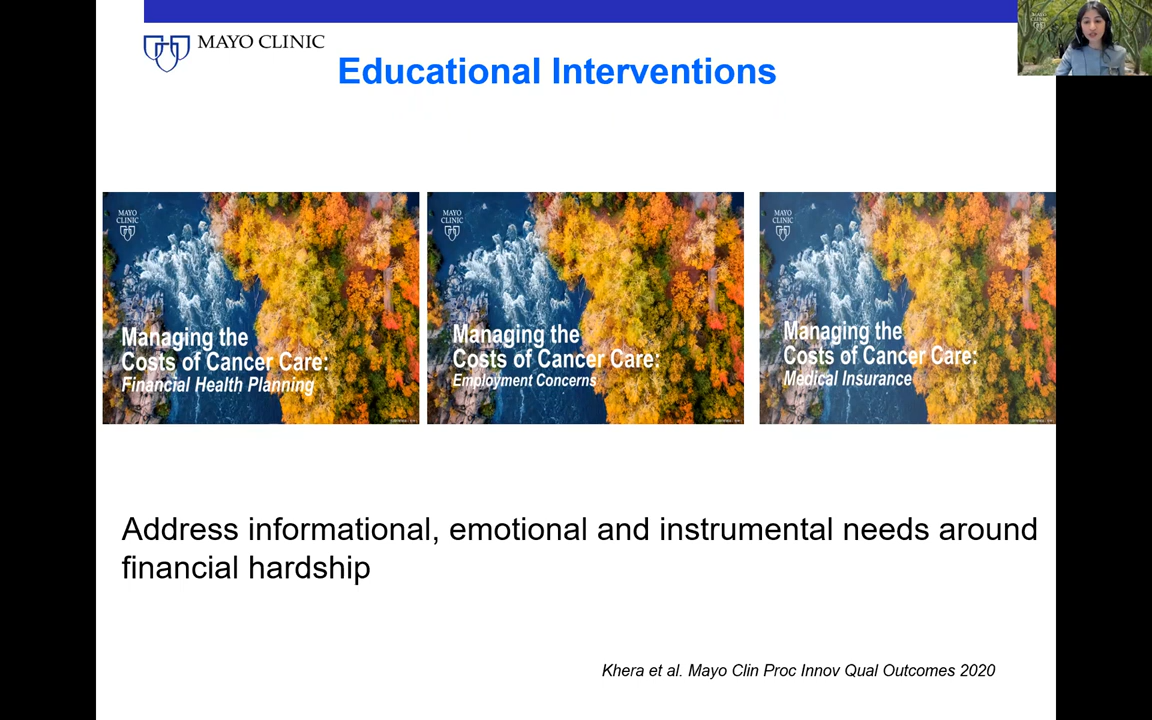 MAYO CLINIC
Educational Interventions
MAYO
CLINIC
Managing the
Costs of Cancer Care:
Financial Health Planning
MAYO
CLINIC
Managing the
Costs of Cancer Care:
Employment Concerns
MAYO
CLINIC
Managing the
Costs of Cancer Care:
Medical Insurance
Address informational, emotional and instrumental needs around
financial hardship
Khera et al. Mayo Clin Proc Innov Qual Outcomes 2020